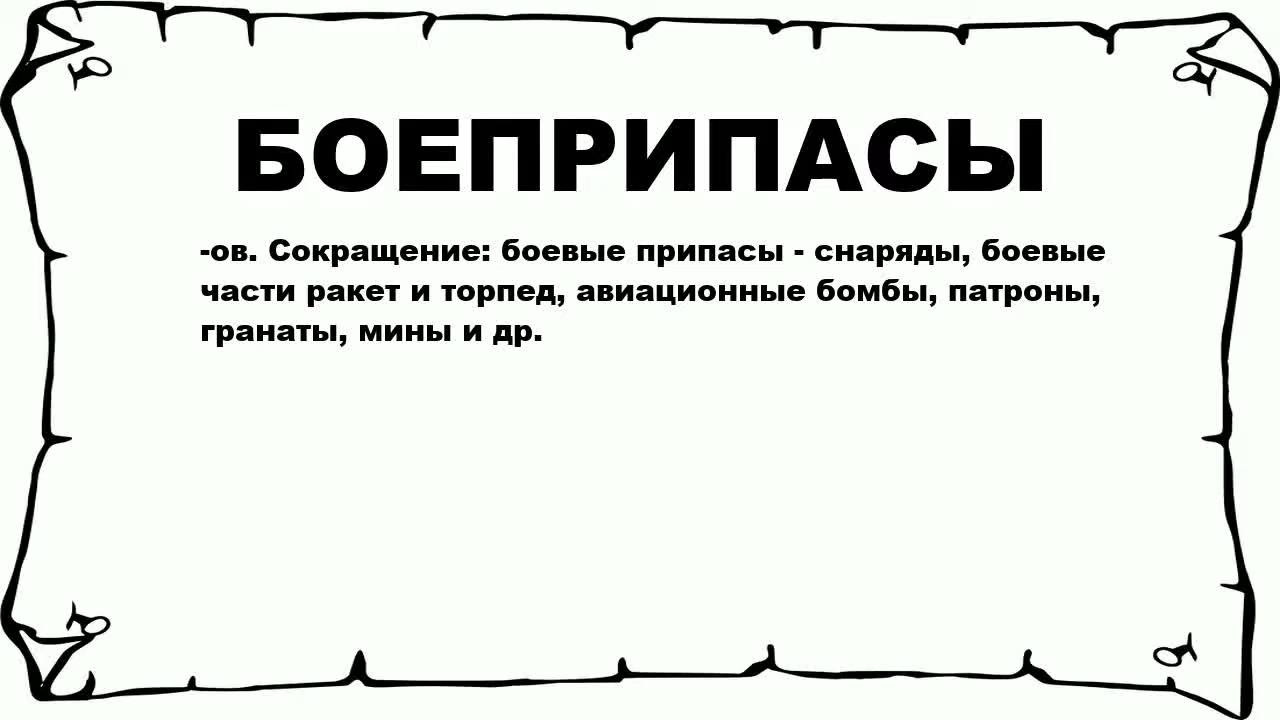 БОЕПРИПАСЫ
-ов. Сокращение: боевые припасы - снаряды, боевые
части ракет и торпед, авиационные бомбы, патроны,
гранаты, мины и др.